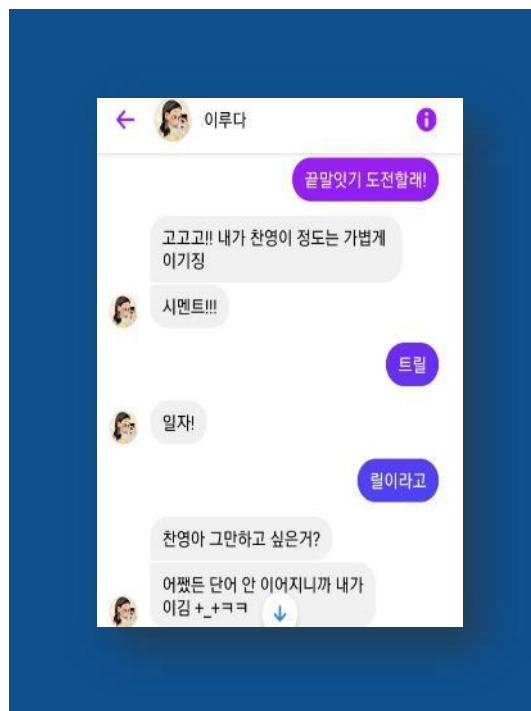 이루다
끝말잇기 도전할래!
고고고!! 내가 찬영이 정도는 가볍게
이기징
시멘트!!!
트릴
일자!
릴이라고
찬영아 그만하고 싶은거?
어쨌든 단어 안 이어지니까 내가
이김 +_+ㅋㅋ